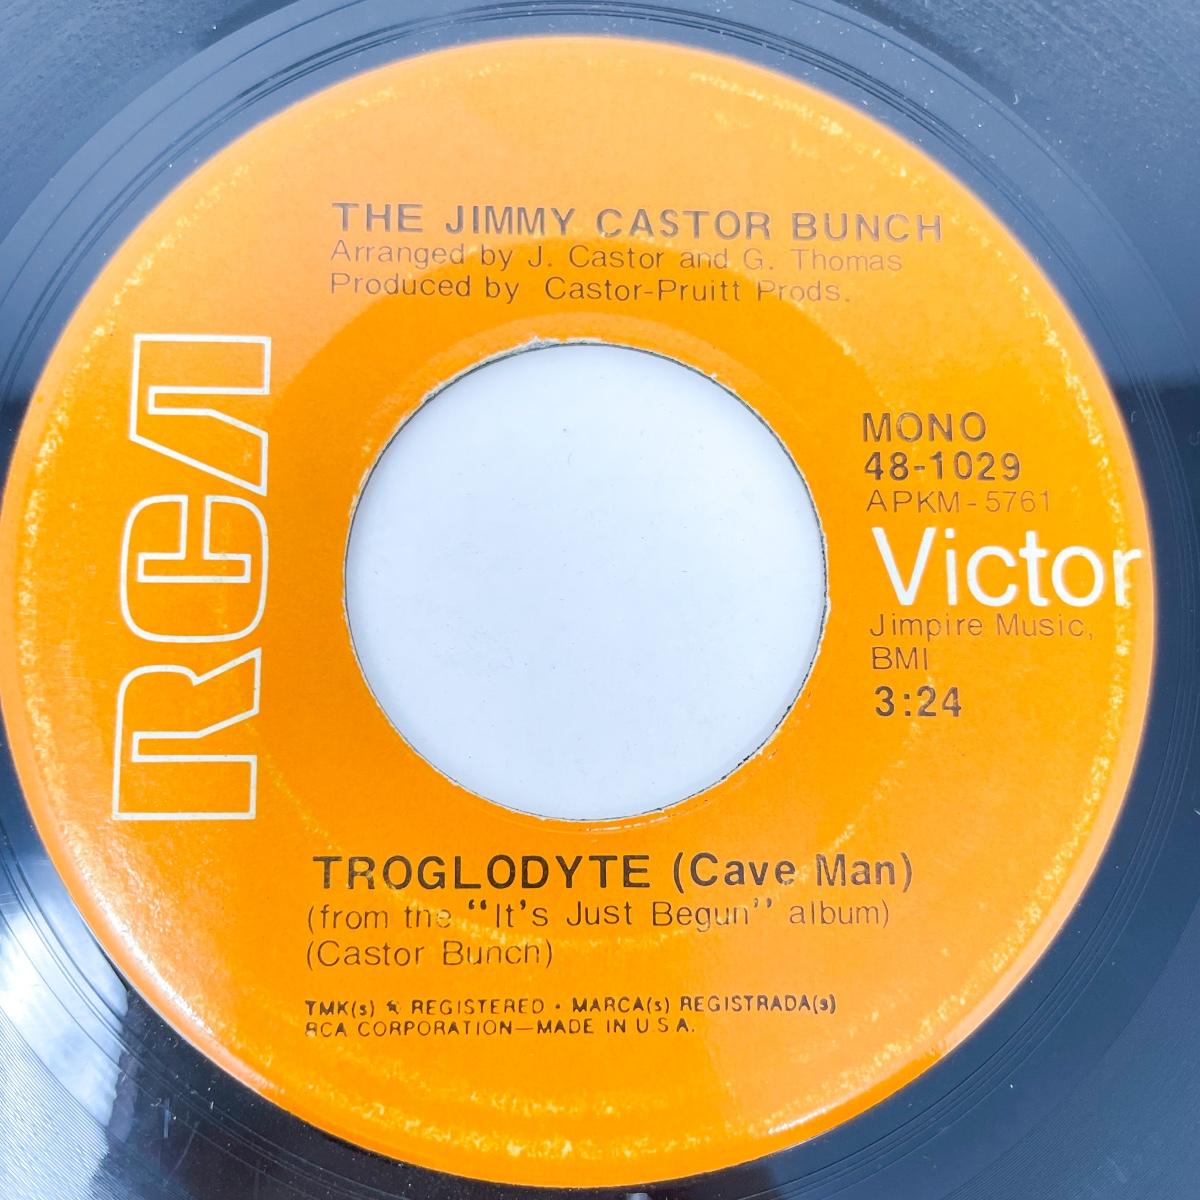 THE JIMMY CASTOR BUNCH
Arranged by J. Castor and G. Thomas
Produced by Castor-Pruitt Prods.
RCA
MONO
48-1029
APKM-5761
Victor
Jimpire Music,
BMI
3:24
TROGLODYTE (Cave Man)
(from the “It's Just Begun” album)
(Castor Bunch)
TMK(s) ® REGISTERED • MARCA(s) REGISTRADA(s)
RCA CORPORATION—MADE IN U.S.A.